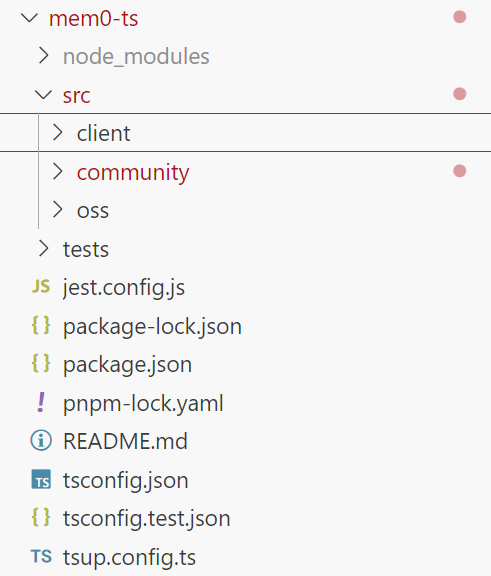 mem0-ts
node_modules
src
client
community
oss
tests
JS jest.config.js
{} package-lock.json
{} package.json
! pnpm-lock.yaml
README.md
TS tsconfig.json
{} tsconfig.test.json
TS tsup.config.ts